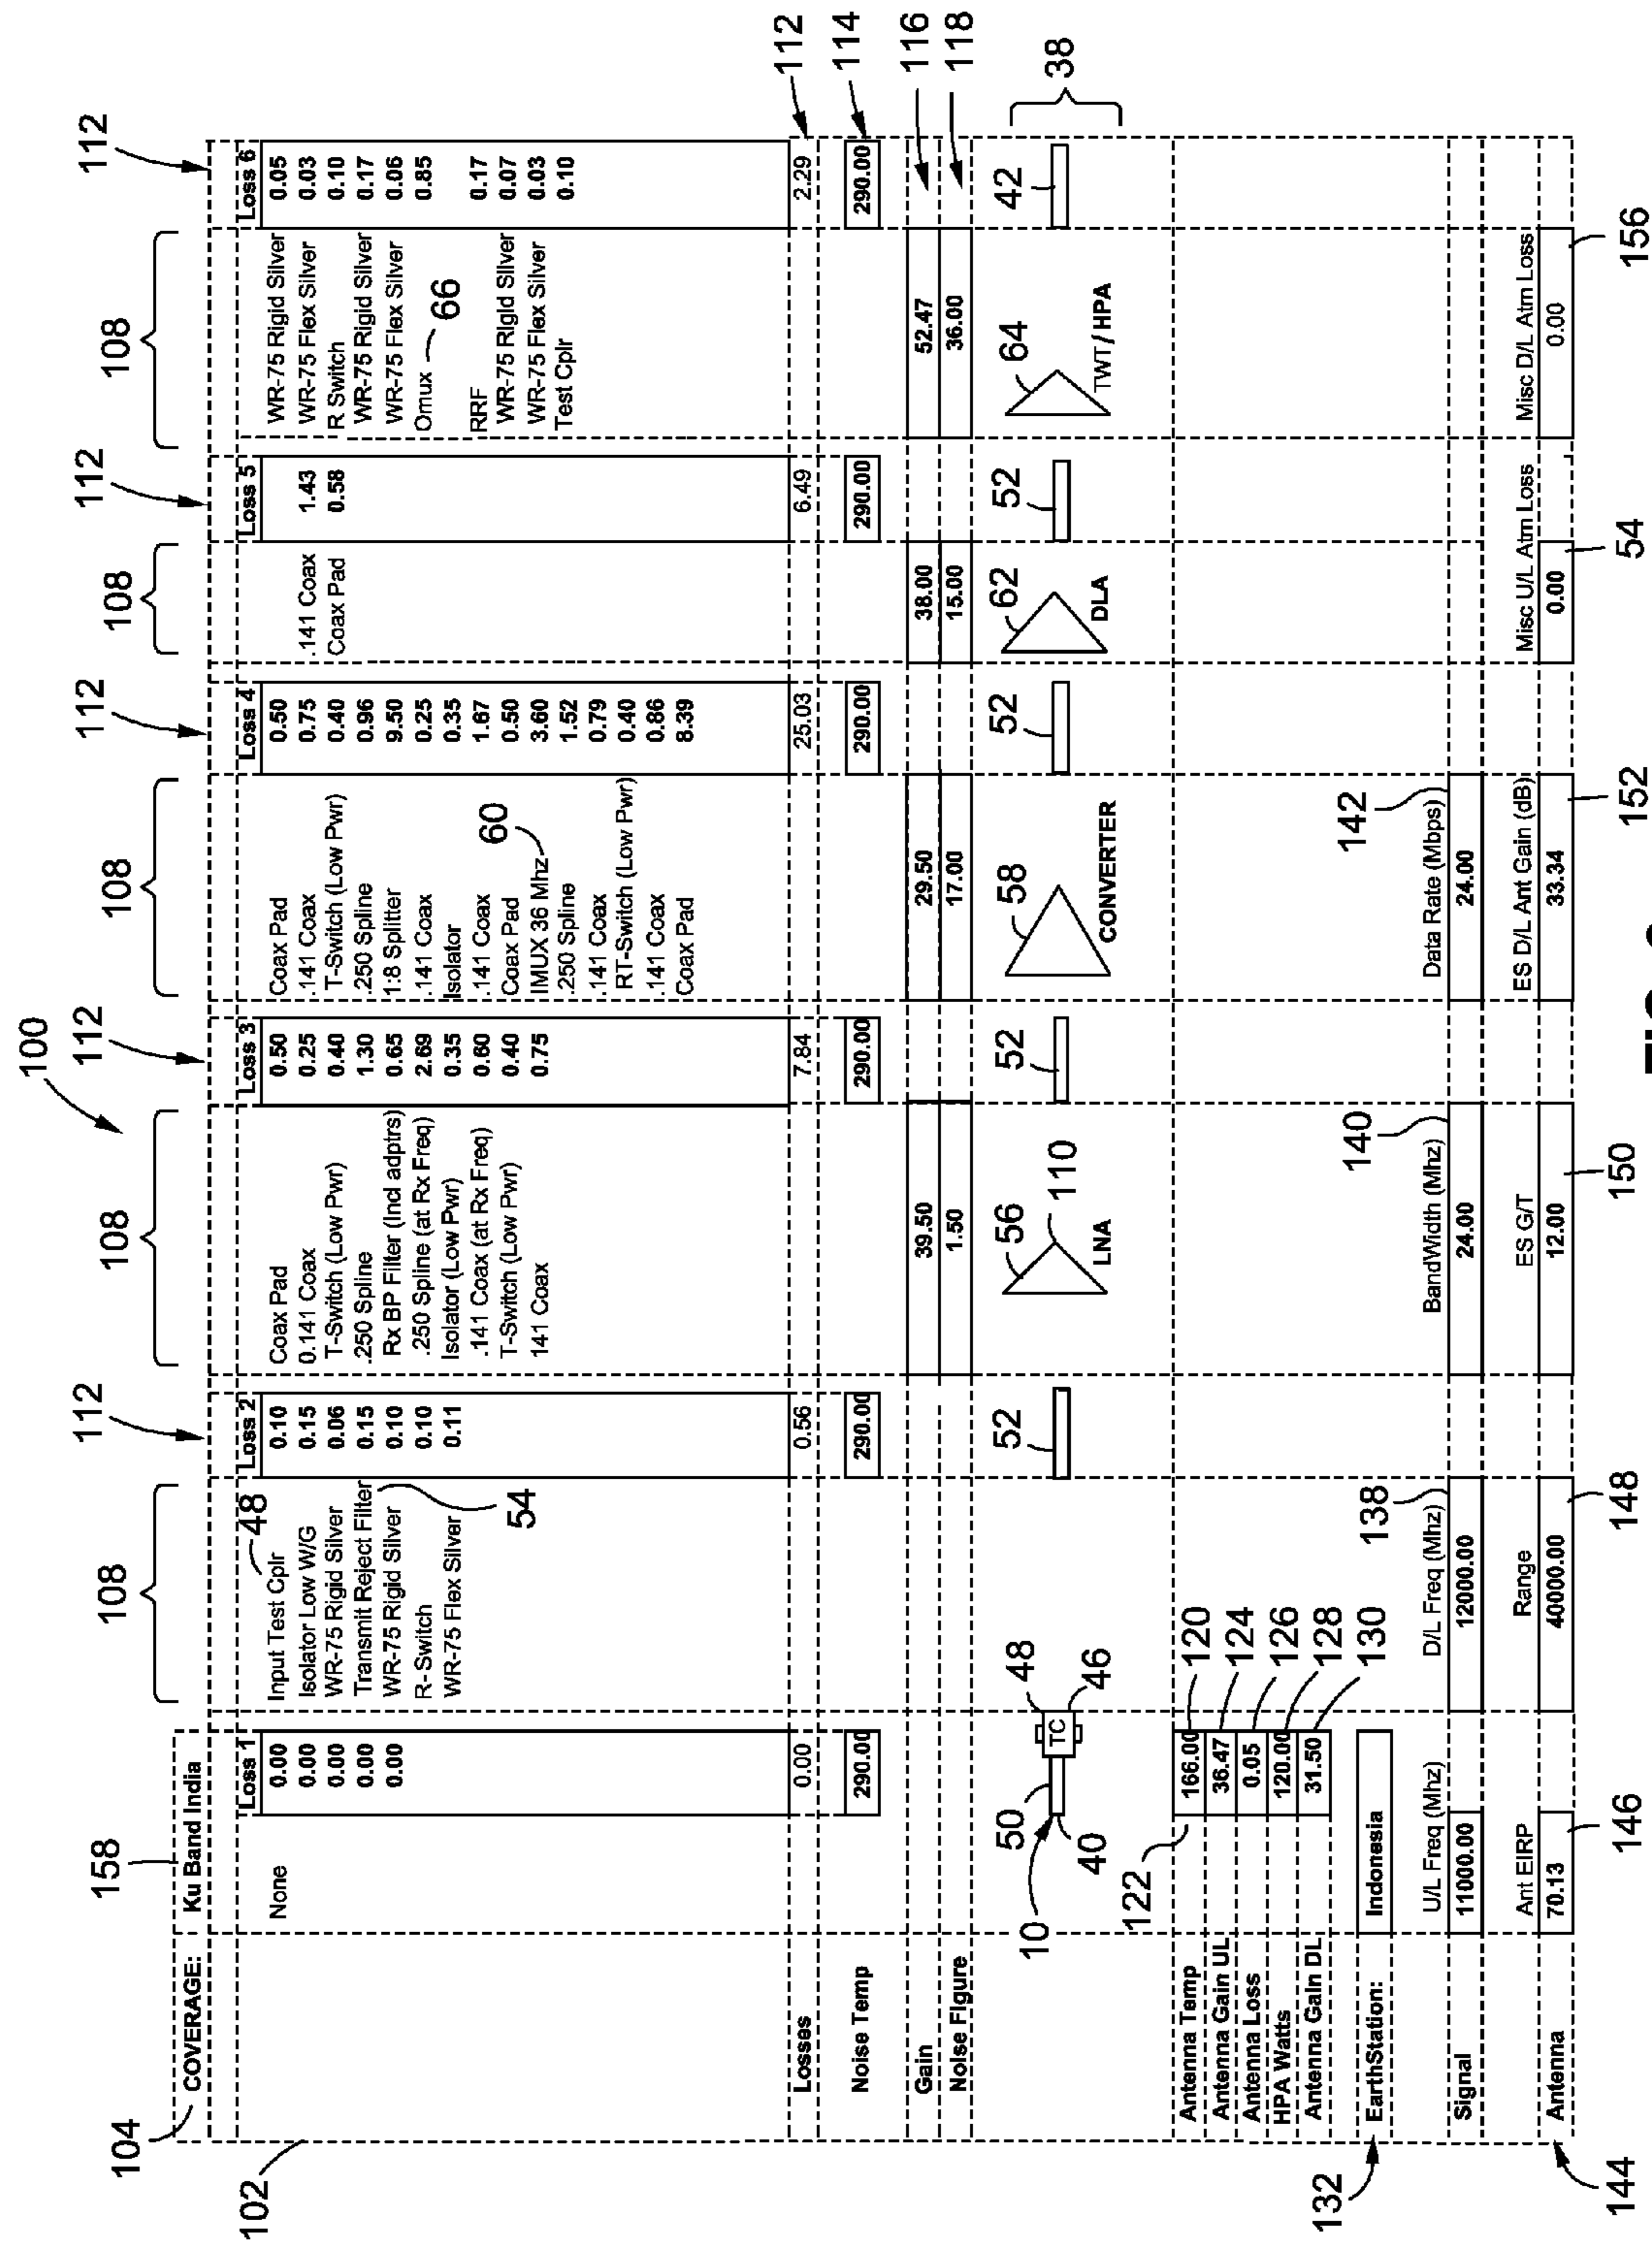 100
108
108
108
108
108
112
112
112
112
112
158
104
COVERAGE: Ku Band India
102
Loss 1
Loss 2
Loss 3
Loss 4
Loss 5
Loss 6
None
0.00
0.00
0.00
0.00
0.00
48
Input Test Cplr 0.10
Isolator Low W/G 0.15
WR-75 Rigid Silver 0.06
Transmit Reject Filter 0.15
WR-75 Rigid Silver 0.10
R-Switch 0.10
WR-75 Flex Silver 0.11
54
Coax Pad 0.50
0.141 Coax 0.25
T-Switch (Low Pwr) 0.40
.250 Spline 1.30
Rx BP Filter (Incl adptrs) 0.65
.250 Spline (at Rx Freq) 2.69
Isolator (Low Pwr) 0.35
.141 Coax (at Rx Freq) 0.60
T-Switch (Low Pwr) 0.40
141 Coax 0.75
Coax Pad 0.50
.141 Coax 0.75
T-Switch (Low Pwr) 0.40
.250 Spline 0.96
1:8 Splitter 9.50
.141 Coax 0.25
Isolator 0.35
.141 Coax 1.67
Coax Pad 0.50
IMUX 36 Mhz 3.60
60
.250 Spline 1.52
.141 Coax 0.79
RT-Switch (Low Pwr) 0.40
.141 Coax 0.86
Coax Pad 8.39
.141 Coax 1.43
Coax Pad 0.58
WR-75 Rigid Silver 0.05
WR-75 Flex Silver 0.03
R Switch 0.10
WR-75 Rigid Silver 0.17
WR-75 Flex Silver 0.06
Omux 0.85
66
RRF 0.17
WR-75 Rigid Silver 0.07
WR-75 Flex Silver 0.03
Test Cplr 0.10
Losses 0.00 0.56 7.84 25.03 6.49 2.29
112
Noise Temp 290.00 290.00 290.00 290.00 290.00 290.00
114
Gain 39.50 29.50 38.00 52.47
116
Noise Figure 1.50 17.00 15.00 36.00
118
10
50
40
TC
48
46
52
56
110
LNA
52
58
CONVERTER
52
62
DLA
52
64
TWT / HPA
42
38
122
Antenna Temp 166.00 120
Antenna Gain UL 36.47 124
Antenna Loss 0.05 126
HPA Watts 120.00 128
Antenna Gain DL 31.50 130
132
EarthStation: Indonesia
U/L Freq (Mhz)
D/L Freq (Mhz)
138
BandWidth (Mhz)
140
Data Rate (Mbps)
142
Signal 11000.00 12000.00 24.00 24.00
Ant EIRP
Range
ES G/T
ES D/L Ant Gain (dB)
Misc U/L Atm Loss
Misc D/L Atm Loss
Antenna 70.13 40000.00 12.00 33.34 0.00 0.00
144
146
148
150
152
54
156